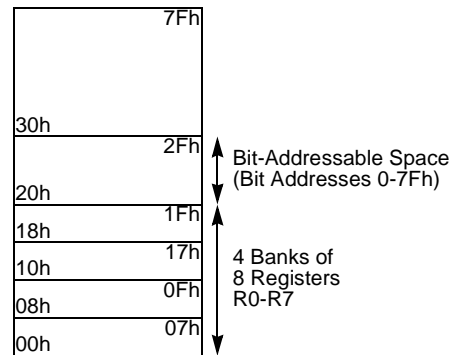 7Fh
30h
2Fh
Bit-Addressable Space
(Bit Addresses 0-7Fh)
20h
1Fh
18h
17h
4 Banks of
8 Registers
R0-R7
10h
0Fh
08h
07h
00h